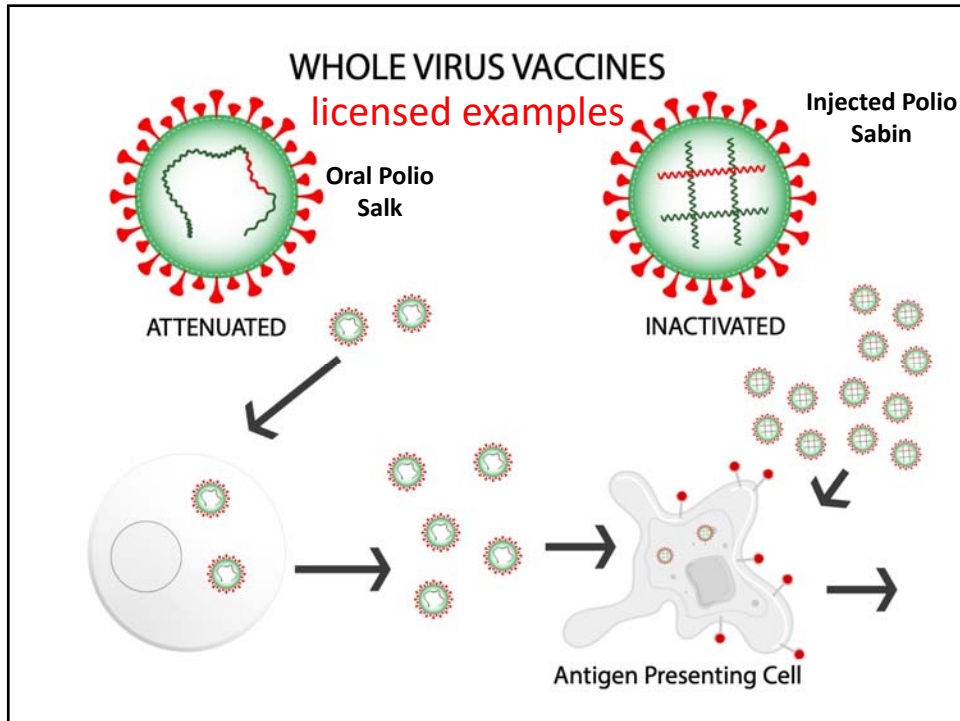 WHOLE VIRUS VACCINES
licensed examples
Oral Polio
Salk
Injected Polio
Sabin
ATTENUATED
INACTIVATED
Antigen Presenting Cell